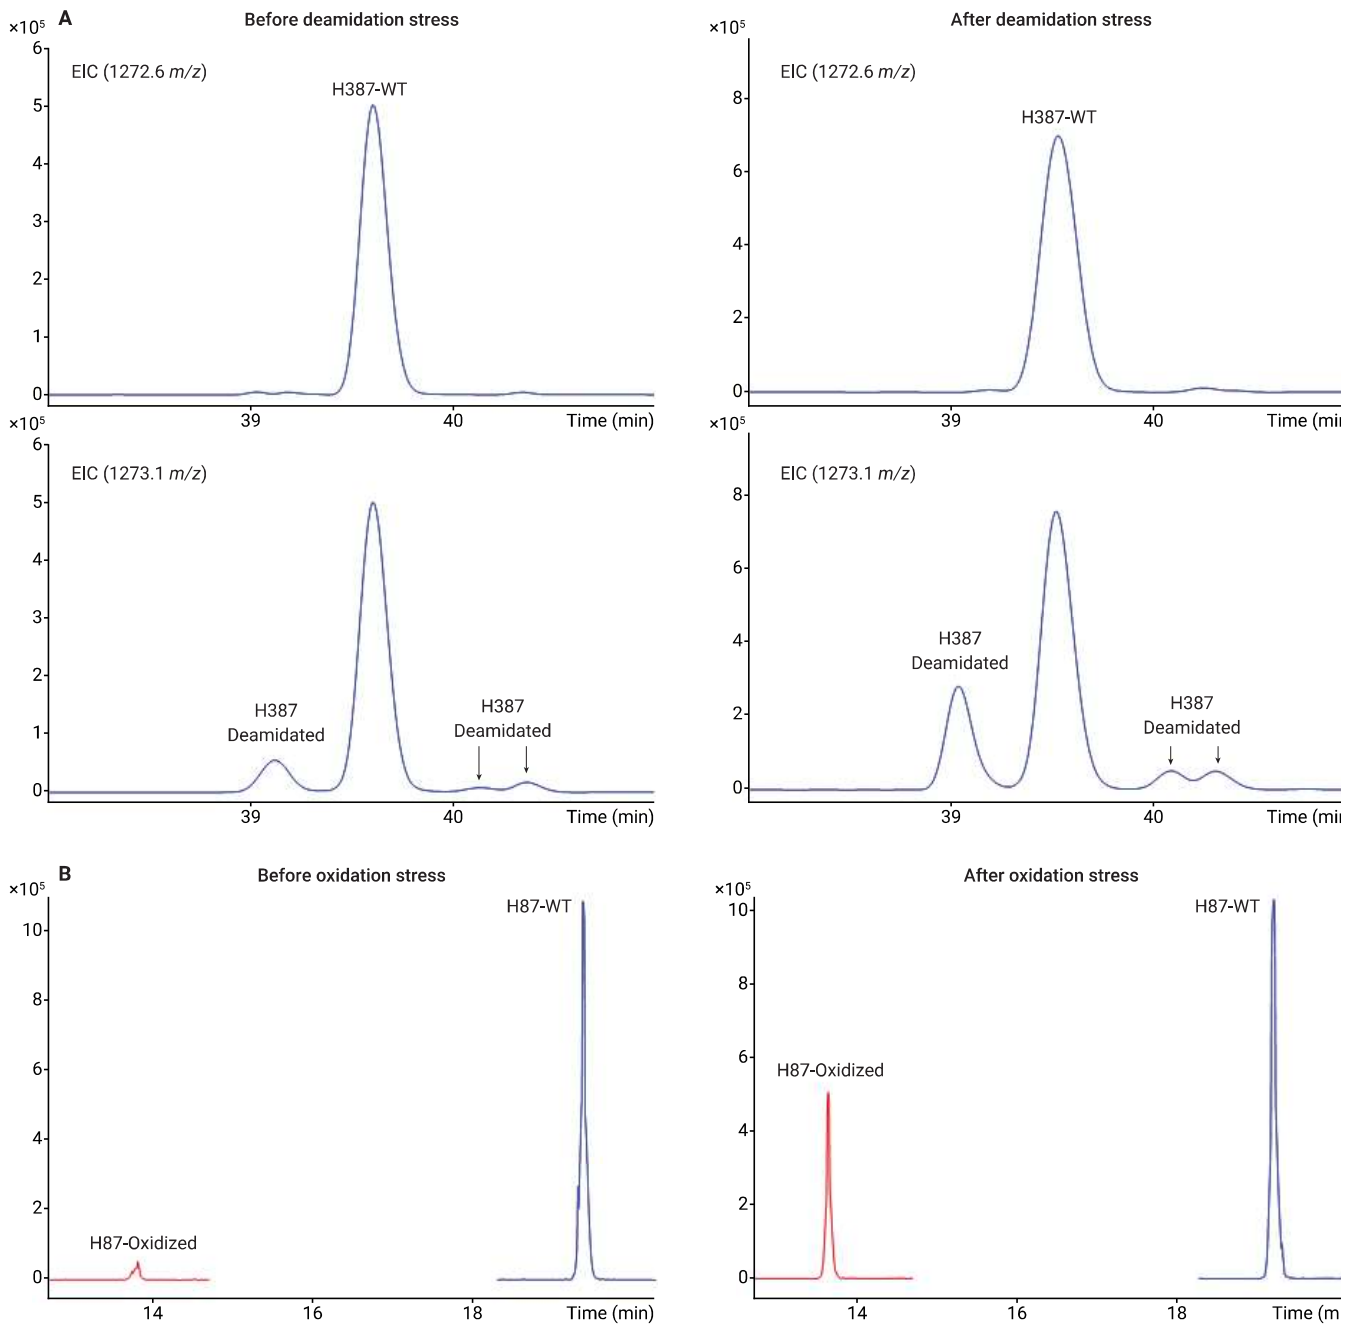 A
Before deamidation stress
×10⁵
6
5
4
3
2
1
0
EIC (1272.6 m/z)
H387-WT
39
40
Time (min)
After deamidation stress
×10⁵
8
6
4
2
0
EIC (1272.6 m/z)
H387-WT
39
40
Time (min
×10⁵
6
5
4
3
2
1
0
EIC (1273.1 m/z)
H387
Deamidated
H387
Deamidated
39
40
Time (min)
×10⁵
8
6
4
2
0
EIC (1273.1 m/z)
H387
Deamidated
H387
Deamidated
39
40
Time (min
B
Before oxidation stress
×10⁵
10
8
6
4
2
0
H87-WT
H87-Oxidized
14
16
18
Time (min)
After oxidation stress
×10⁵
10
8
6
4
2
0
H87-WT
H87-Oxidized
14
16
18
Time (m